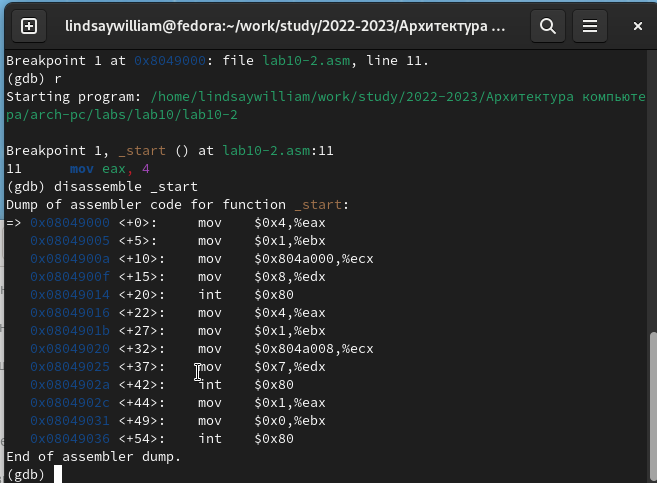 lindsaywilliam@fedora:~/work/study/2022-2023/Архитектура ...
Breakpoint 1 at 0x8049000: file lab10-2.asm, line 11.
(gdb) r
Starting program: /home/lindsaywilliam/work/study/2022-2023/Архитектура компьюте
ра/arch-pc/labs/lab10/lab10-2
Breakpoint 1, _start () at lab10-2.asm:11
11      mov eax, 4
(gdb) disassemble _start
Dump of assembler code for function _start:
=> 0x08049000 <+0>:     mov    $0x4,%eax
   0x08049005 <+5>:     mov    $0x1,%ebx
   0x0804900a <+10>:    mov    $0x804a000,%ecx
   0x0804900f <+15>:    mov    $0x8,%edx
   0x08049014 <+20>:    int    $0x80
   0x08049016 <+22>:    mov    $0x4,%eax
   0x0804901b <+27>:    mov    $0x1,%ebx
   0x08049020 <+32>:    mov    $0x804a008,%ecx
   0x08049025 <+37>:    mov    $0x7,%edx
   0x0804902a <+42>:    int    $0x80
   0x0804902c <+44>:    mov    $0x1,%eax
   0x08049031 <+49>:    mov    $0x0,%ebx
   0x08049036 <+54>:    int    $0x80
End of assembler dump.
(gdb)